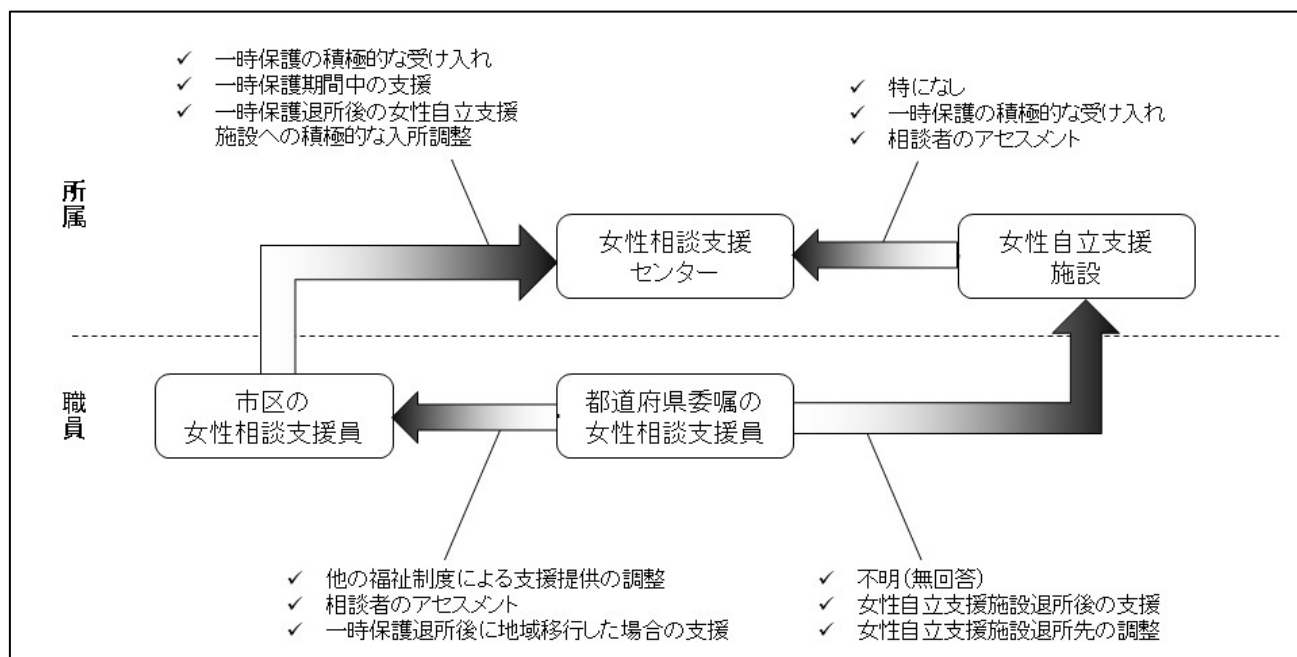 ✓ 一時保護の積極的な受け入れ
✓ 一時保護期間中の支援
✓ 一時保護退所後の女性自立支援
施設への積極的な入所調整
✓ 特になし
✓ 一時保護の積極的な受け入れ
✓ 相談者のアセスメント
所属
女性相談支援
センター
女性自立支援
施設
職員
市区の
女性相談支援員
都道府県委嘱の
女性相談支援員
✓ 他の福祉制度による支援提供の調整
✓ 相談者のアセスメント
✓ 一時保護退所後に地域移行した場合の支援
✓ 不明(無回答)
✓ 女性自立支援施設退所後の支援
✓ 女性自立支援施設退所先の調整